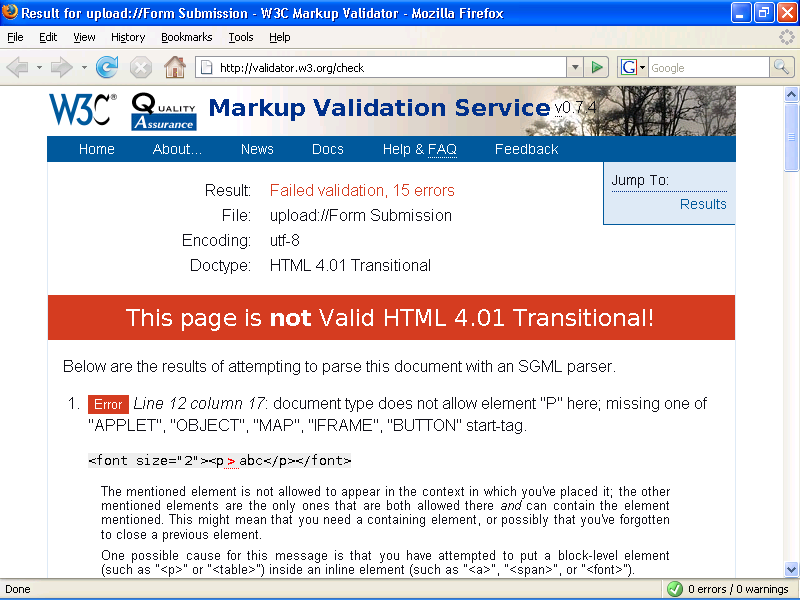 Result for upload://Form Submission - W3C Markup Validator - Mozilla Firefox
File Edit View History Bookmarks Tools Help
http://validator.w3.org/check G Google
W3C® QUALITY Assurance Markup Validation Service v0.7.4
Home About... News Docs Help & FAQ Feedback
Jump To:
Results
Result: Failed validation, 15 errors
File: upload://Form Submission
Encoding: utf-8
Doctype: HTML 4.01 Transitional
This page is not Valid HTML 4.01 Transitional!
Below are the results of attempting to parse this document with an SGML parser.
1. Error Line 12 column 17: document type does not allow element "P" here; missing one of
"APPLET", "OBJECT", "MAP", "IFRAME", "BUTTON" start-tag.
<font size="2"><p>abc</p></font>
The mentioned element is not allowed to appear in the context in which you've placed it; the other
mentioned elements are the only ones that are both allowed there and can contain the element
mentioned. This might mean that you need a containing element, or possibly that you've forgotten
to close a previous element.
One possible cause for this message is that you have attempted to put a block-level element
(such as "<p>" or "<table>") inside an inline element (such as "<a>", "<span>", or "<font>").
Done 0 errors / 0 warnings